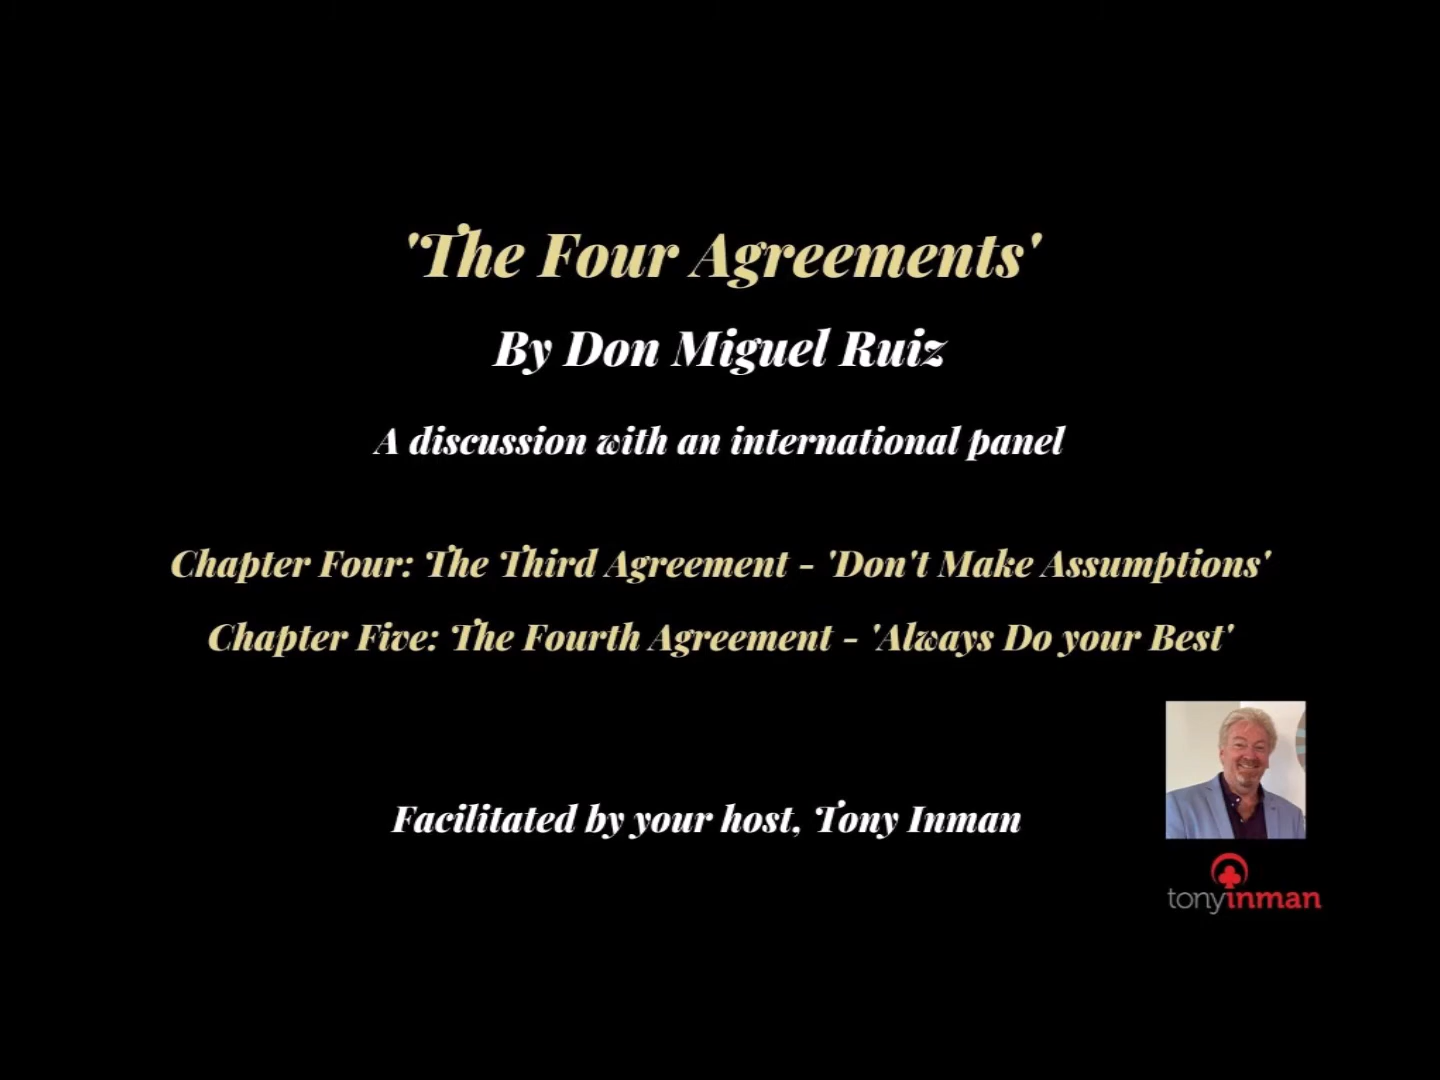 'The Four Agreements'
By Don Miguel Ruiz
A discussion with an international panel
Chapter Four: The Third Agreement - 'Don't Make Assumptions'
Chapter Five: The Fourth Agreement - 'Always Do your Best'
Facilitated by your host, Tony Inman
tonyinman